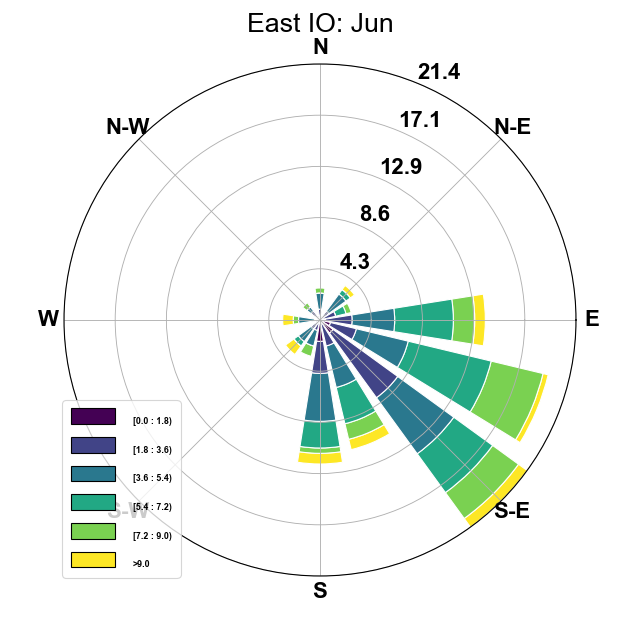 East IO: Jun
N
21.4
N-W
17.1
N-E
12.9
8.6
4.3
W
E
[0.0 : 1.8)
[1.8 : 3.6)
[3.6 : 5.4)
[5.4 : 7.2)
S-W
S-E
[7.2 : 9.0)
>9.0
S